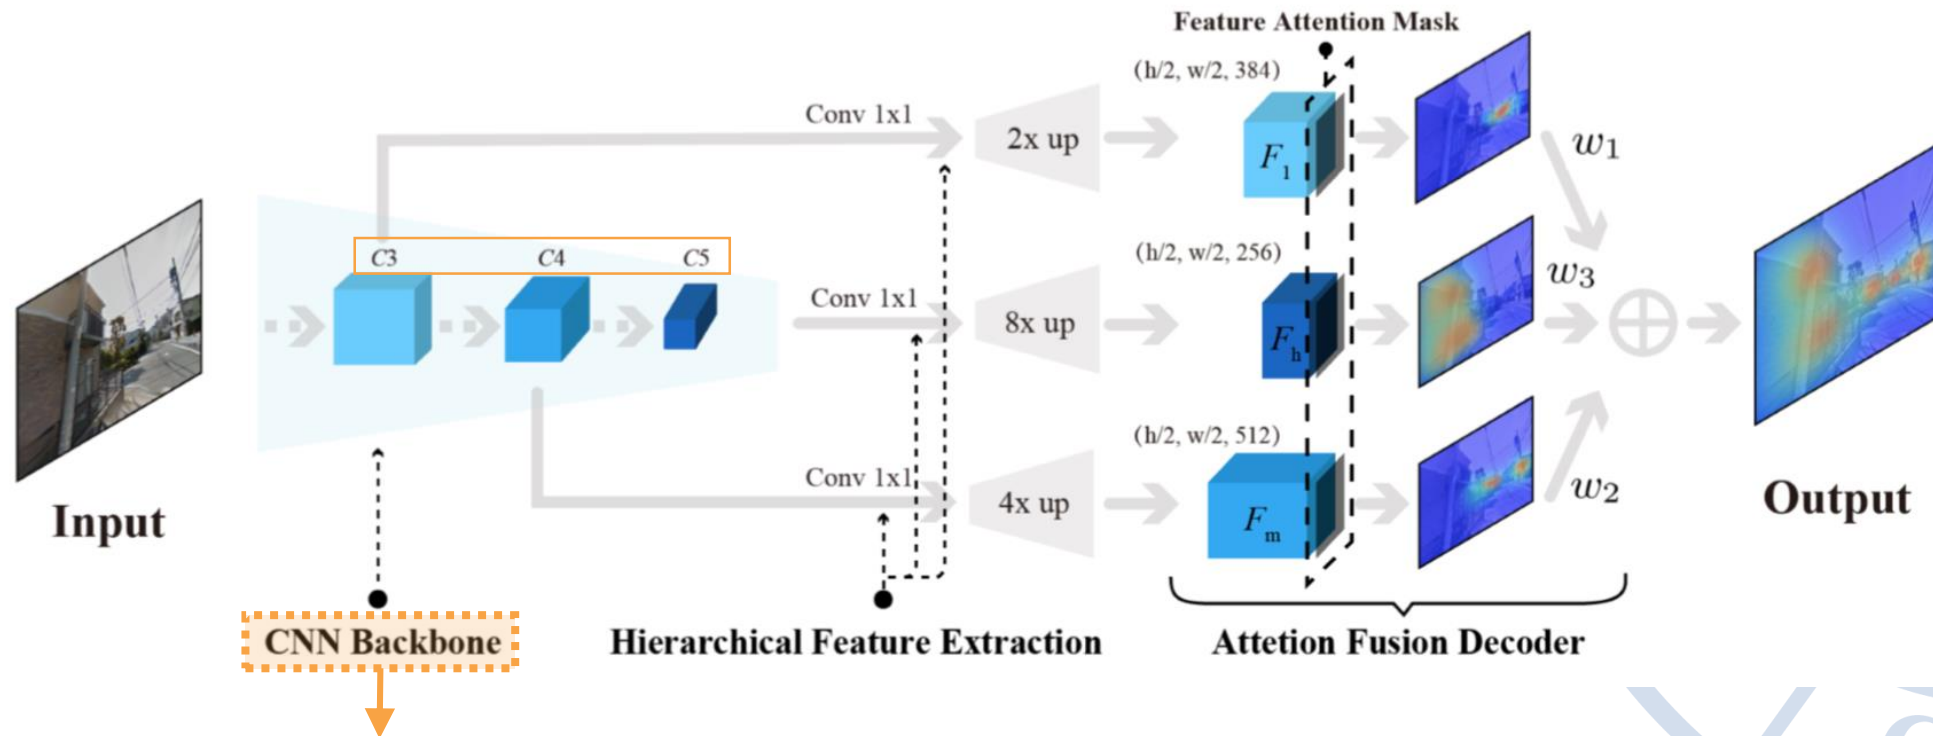 Feature Attention Mask
(h/2, w/2, 384)
Conv 1x1
2x up
F1
w1
C3
C4
C5
(h/2, w/2, 256)
Conv 1x1
8x up
Fh
w3
(h/2, w/2, 512)
Conv 1x1
4x up
Fm
w2
Input
Output
CNN Backbone
Hierarchical Feature Extraction
Attetion Fusion Decoder